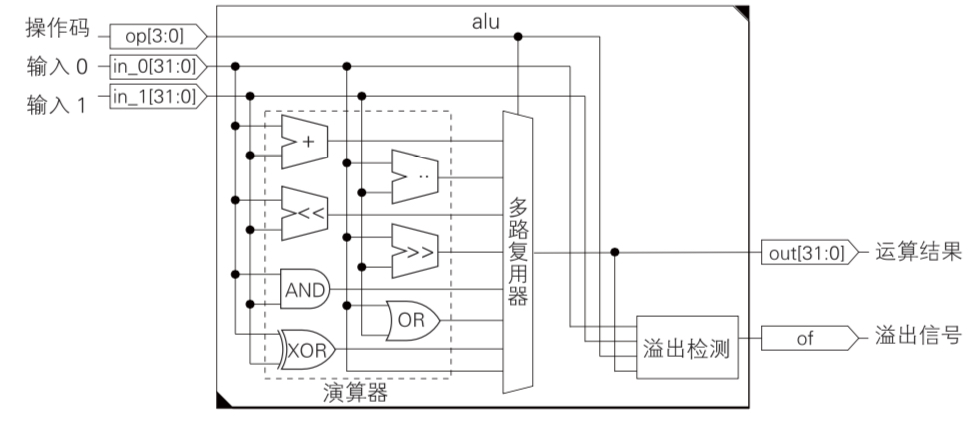 alu
操作码 op[3:0]
输入 0 in_0[31:0]
输入 1 in_1[31:0]
+
<<
>>
AND
OR
XOR
演算器
多路复用器
溢出检测
out[31:0] 运算结果
of 溢出信号